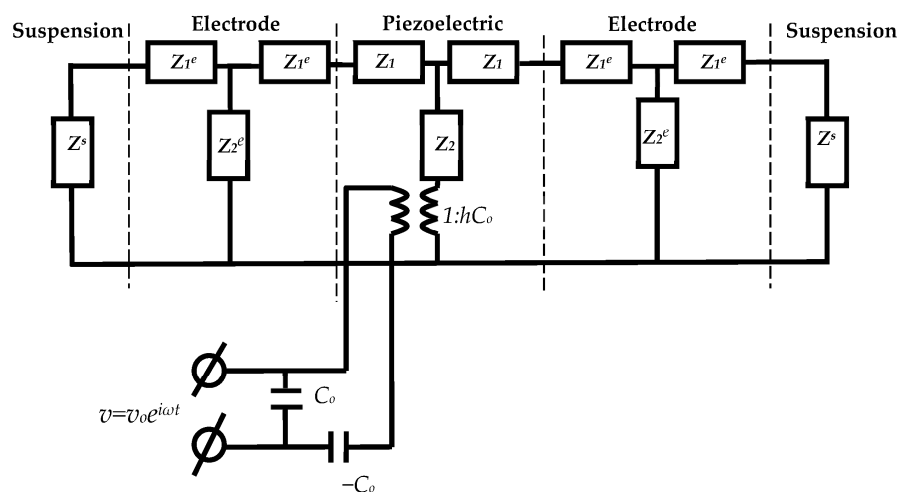 Suspension Electrode Piezoelectric Electrode Suspension
Z₁ᵉ Z₁ᵉ Z₁ Z₁ Z₁ᵉ Z₁ᵉ
Zˢ Z₂ᵉ Z₂ Z₂ᵉ Zˢ
1:hCₒ
v=vₒeⁱωᵗ
Cₒ
−Cₒ